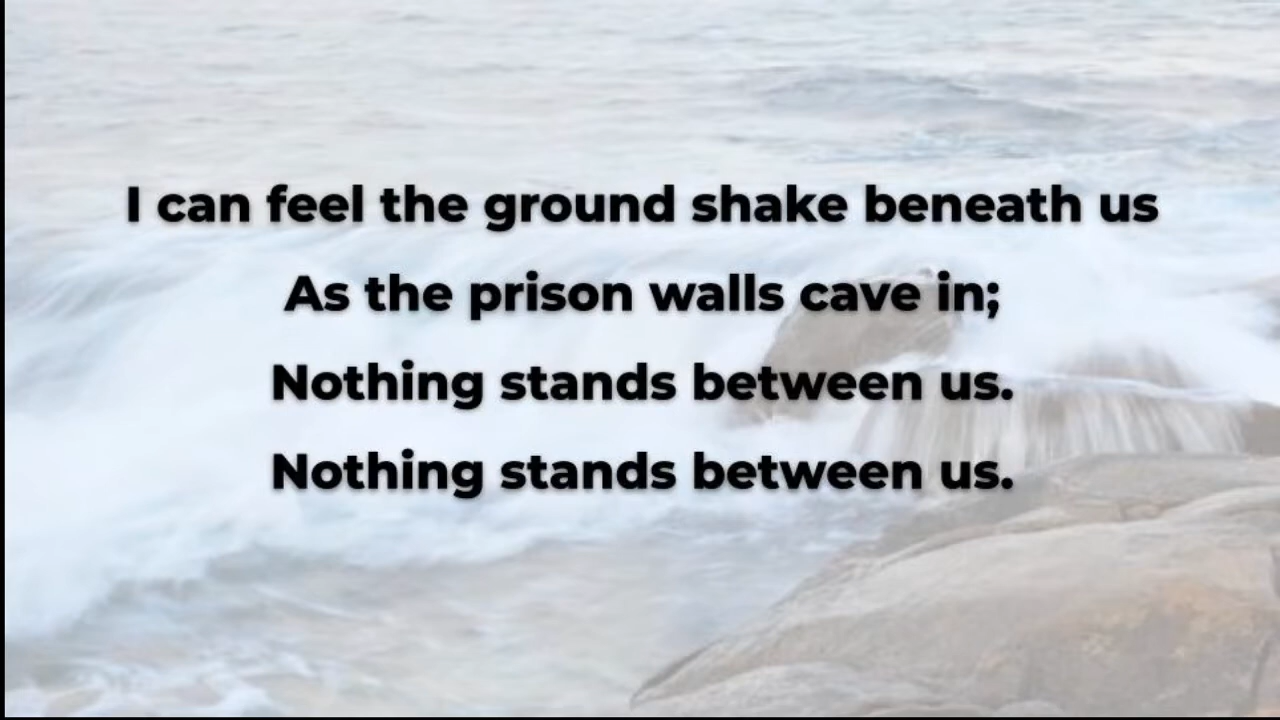 I can feel the ground shake beneath us
As the prison walls cave in;
Nothing stands between us.
Nothing stands between us.